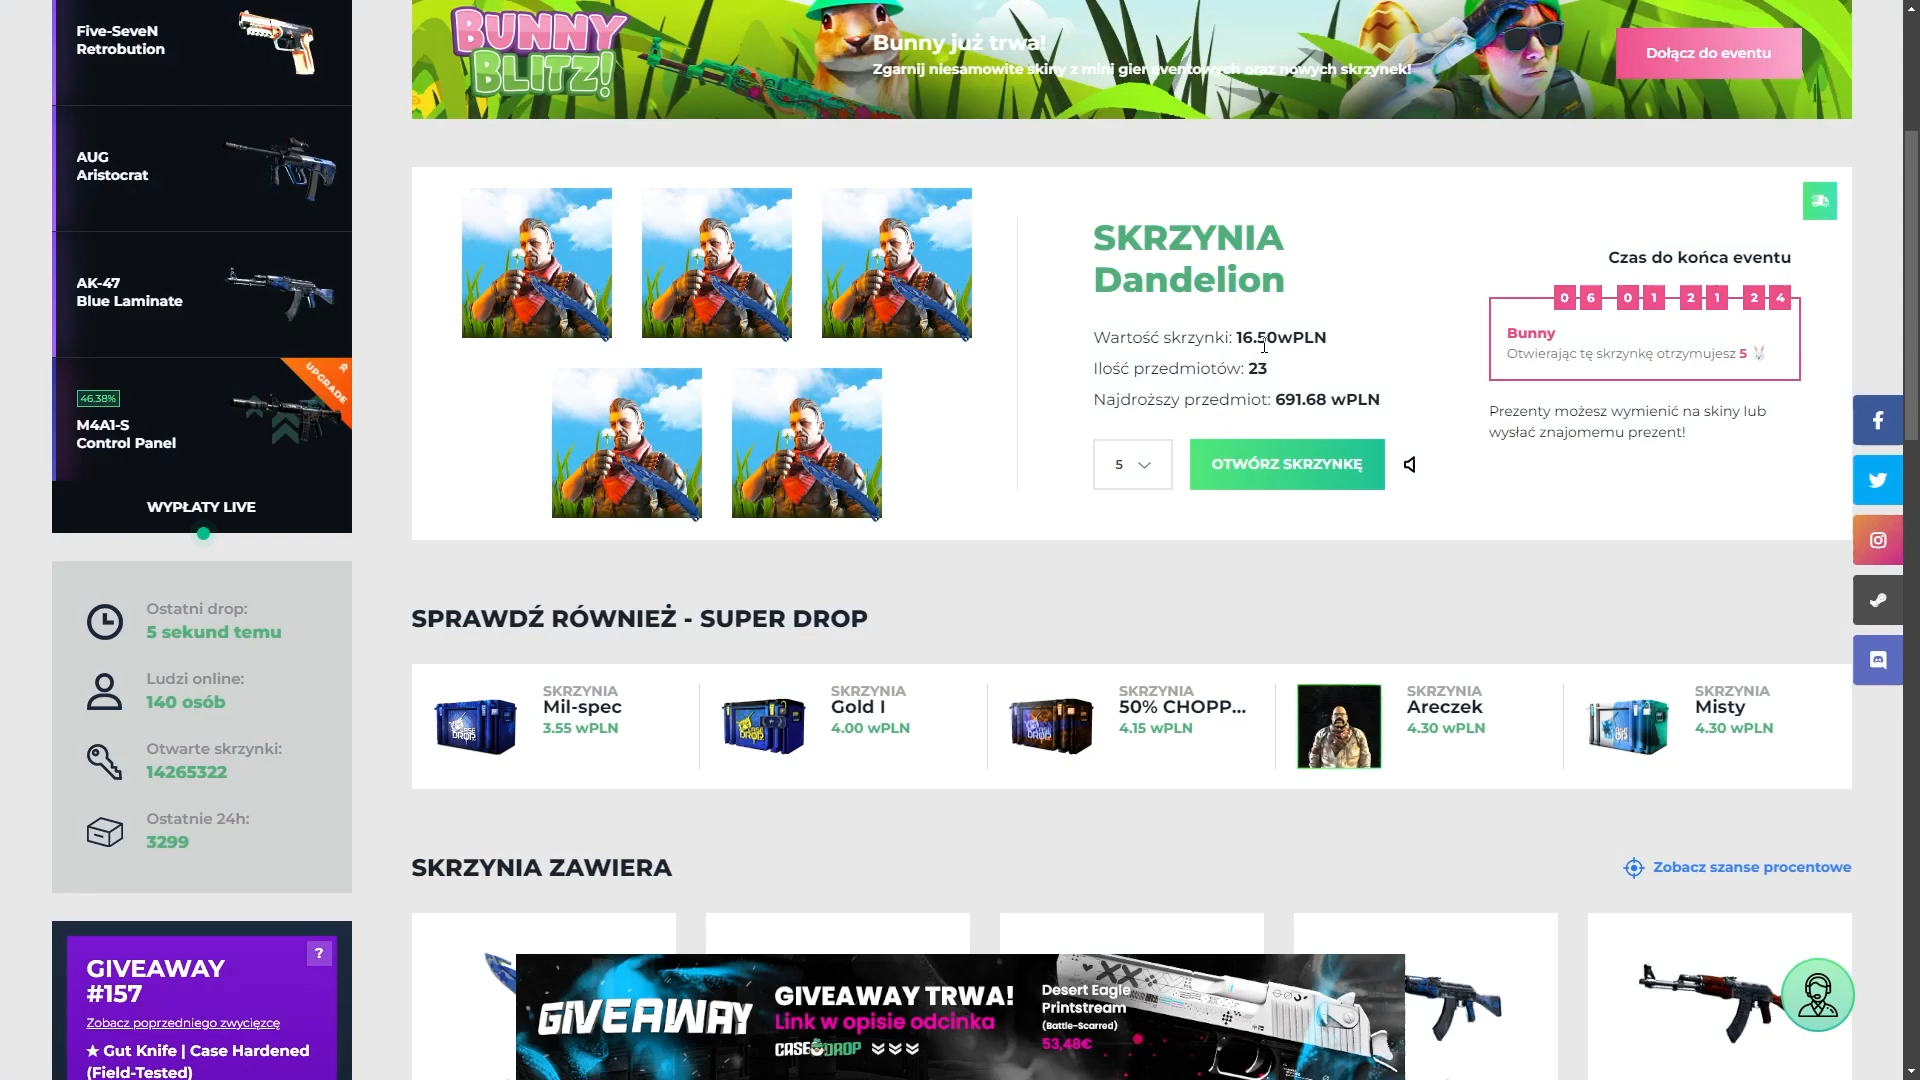 Five-SeveN
Retrobution
AUG
Aristocrat
AK-47
Blue Laminate
UPGRADE
46.38%
M4A1-S
Control Panel
WYPŁATY LIVE
Ostatni drop:
5 sekund temu
Ludzi online:
140 osób
Otwarte skrzynki:
14265322
Ostatnie 24h:
3299
GIVEAWAY
#157
?
Zobacz poprzedniego zwycięzcę
★ Gut Knife | Case Hardened
(Field-Tested)
BUNNY
BLITZ!
Bunny już trwa!
Zgarnij niesamowite skiny z mini gier eventowych oraz nowych skrzynek!
Dołącz do eventu
SKRZYNIA
Dandelion
Wartość skrzynki: 16.50wPLN
Ilość przedmiotów: 23
Najdroższy przedmiot: 691.68 wPLN
5
OTWÓRZ SKRZYNKĘ
Czas do końca eventu
0 6 0 1 2 1 2 4
Bunny
Otwierając tę skrzynkę otrzymujesz 5
Prezenty możesz wymienić na skiny lub
wysłać znajomemu prezent!
SPRAWDŹ RÓWNIEŻ - SUPER DROP
SKRZYNIA
Mil-spec
3.55 wPLN
SKRZYNIA
Gold I
4.00 wPLN
SKRZYNIA
50% CHOPP...
4.15 wPLN
SKRZYNIA
Areczek
4.30 wPLN
SKRZYNIA
Misty
4.30 wPLN
SKRZYNIA ZAWIERA
Zobacz szanse procentowe
GIVEAWAY
GIVEAWAY TRWA!
Link w opisie odcinka
CASEDROP
Desert Eagle
Printstream
(Battle-Scarred)
53,48€